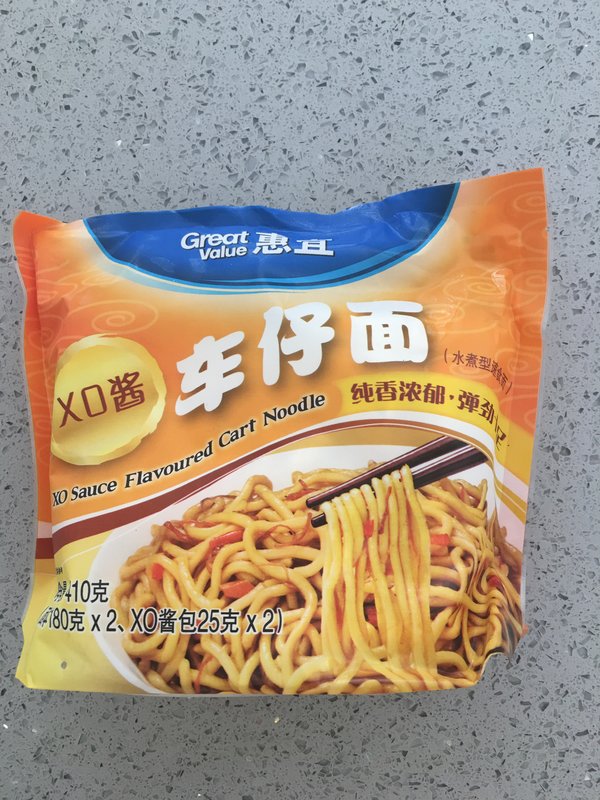 Great Value 惠宜
车仔面
(水煮型
XO酱
纯香浓郁·弹劲
XO Sauce Flavoured Cart Noodle
410克
180克 x 2、XO酱包25克 x 2)